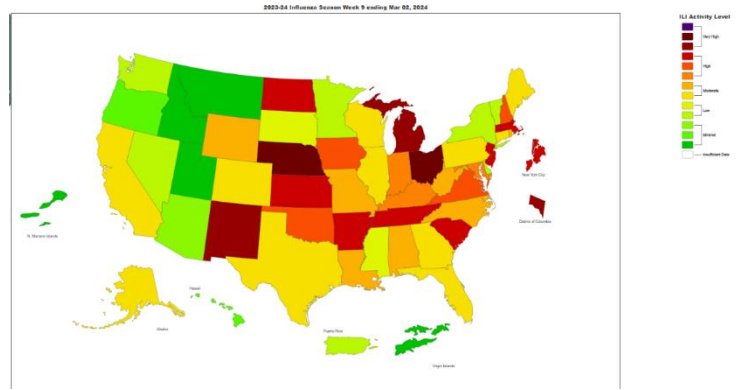 2023-24 Influenza Season Week 9 ending Mar 02, 2024
ILI Activity Level
Very High
High
Moderate
Low
Minimal
Insufficient Data
New York City
District of Columbia
N. Mariana Islands
Hawaii
Alaska
Puerto Rico
Virgin Islands